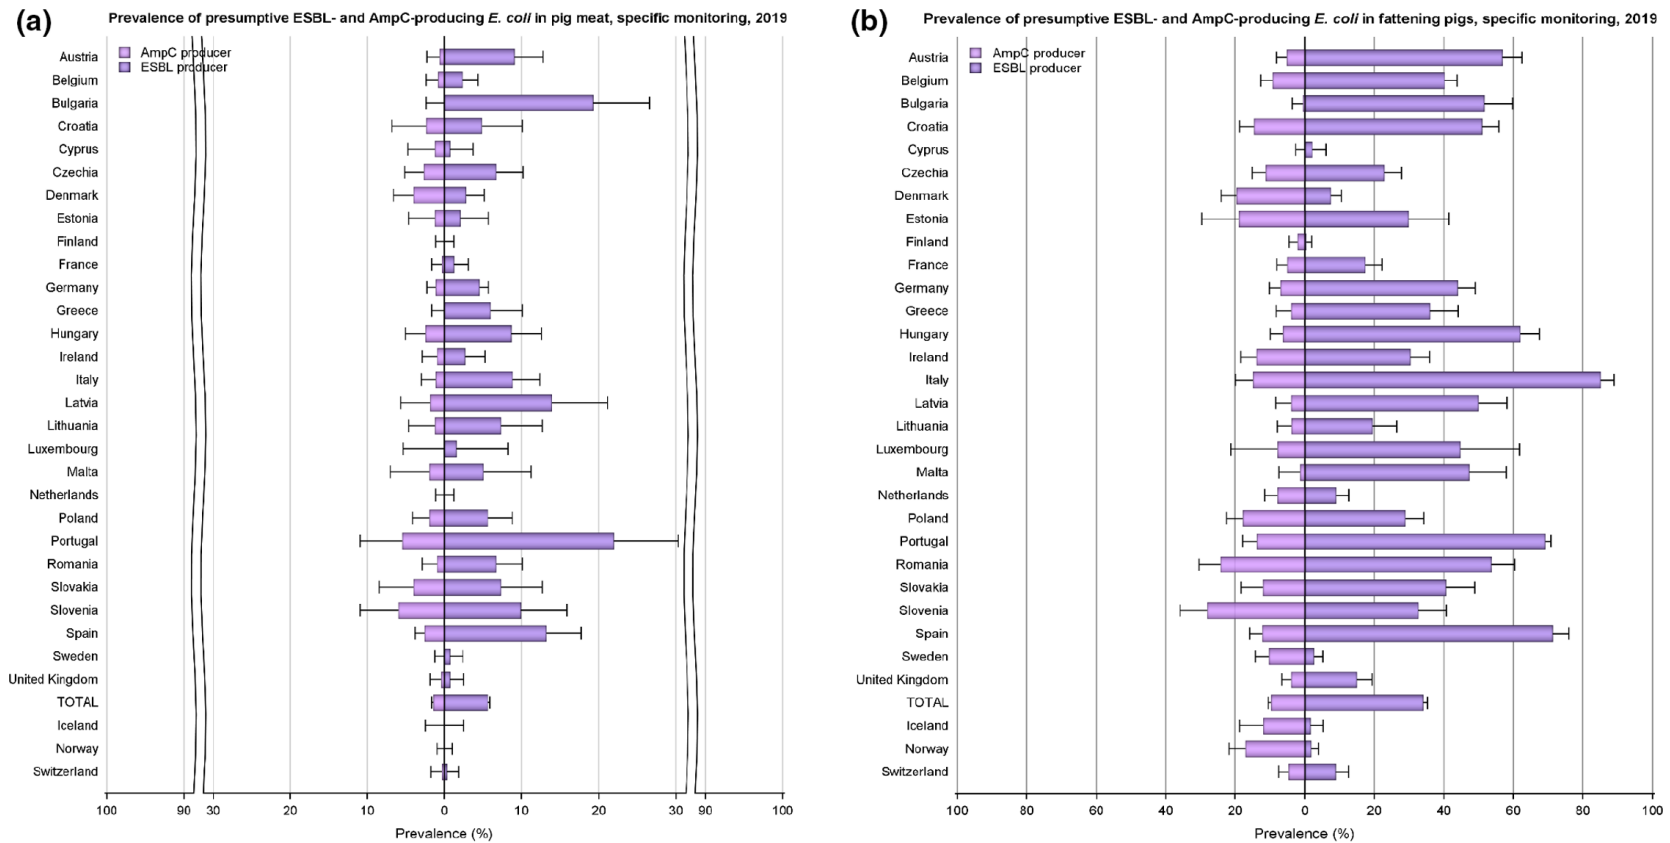 (a)
Prevalence of presumptive ESBL- and AmpC-producing E. coli in pig meat, specific monitoring, 2019
AmpC producer
ESBL producer
Austria
Belgium
Bulgaria
Croatia
Cyprus
Czechia
Denmark
Estonia
Finland
France
Germany
Greece
Hungary
Ireland
Italy
Latvia
Lithuania
Luxembourg
Malta
Netherlands
Poland
Portugal
Romania
Slovakia
Slovenia
Spain
Sweden
United Kingdom
TOTAL
Iceland
Norway
Switzerland
100 90 30 20 10 0 10 20 30 90 100
Prevalence (%)
(b)
Prevalence of presumptive ESBL- and AmpC-producing E. coli in fattening pigs, specific monitoring, 2019
AmpC producer
ESBL producer
Austria
Belgium
Bulgaria
Croatia
Cyprus
Czechia
Denmark
Estonia
Finland
France
Germany
Greece
Hungary
Ireland
Italy
Latvia
Lithuania
Luxembourg
Malta
Netherlands
Poland
Portugal
Romania
Slovakia
Slovenia
Spain
Sweden
United Kingdom
TOTAL
Iceland
Norway
Switzerland
100 80 60 40 20 0 20 40 60 80 100
Prevalence (%)